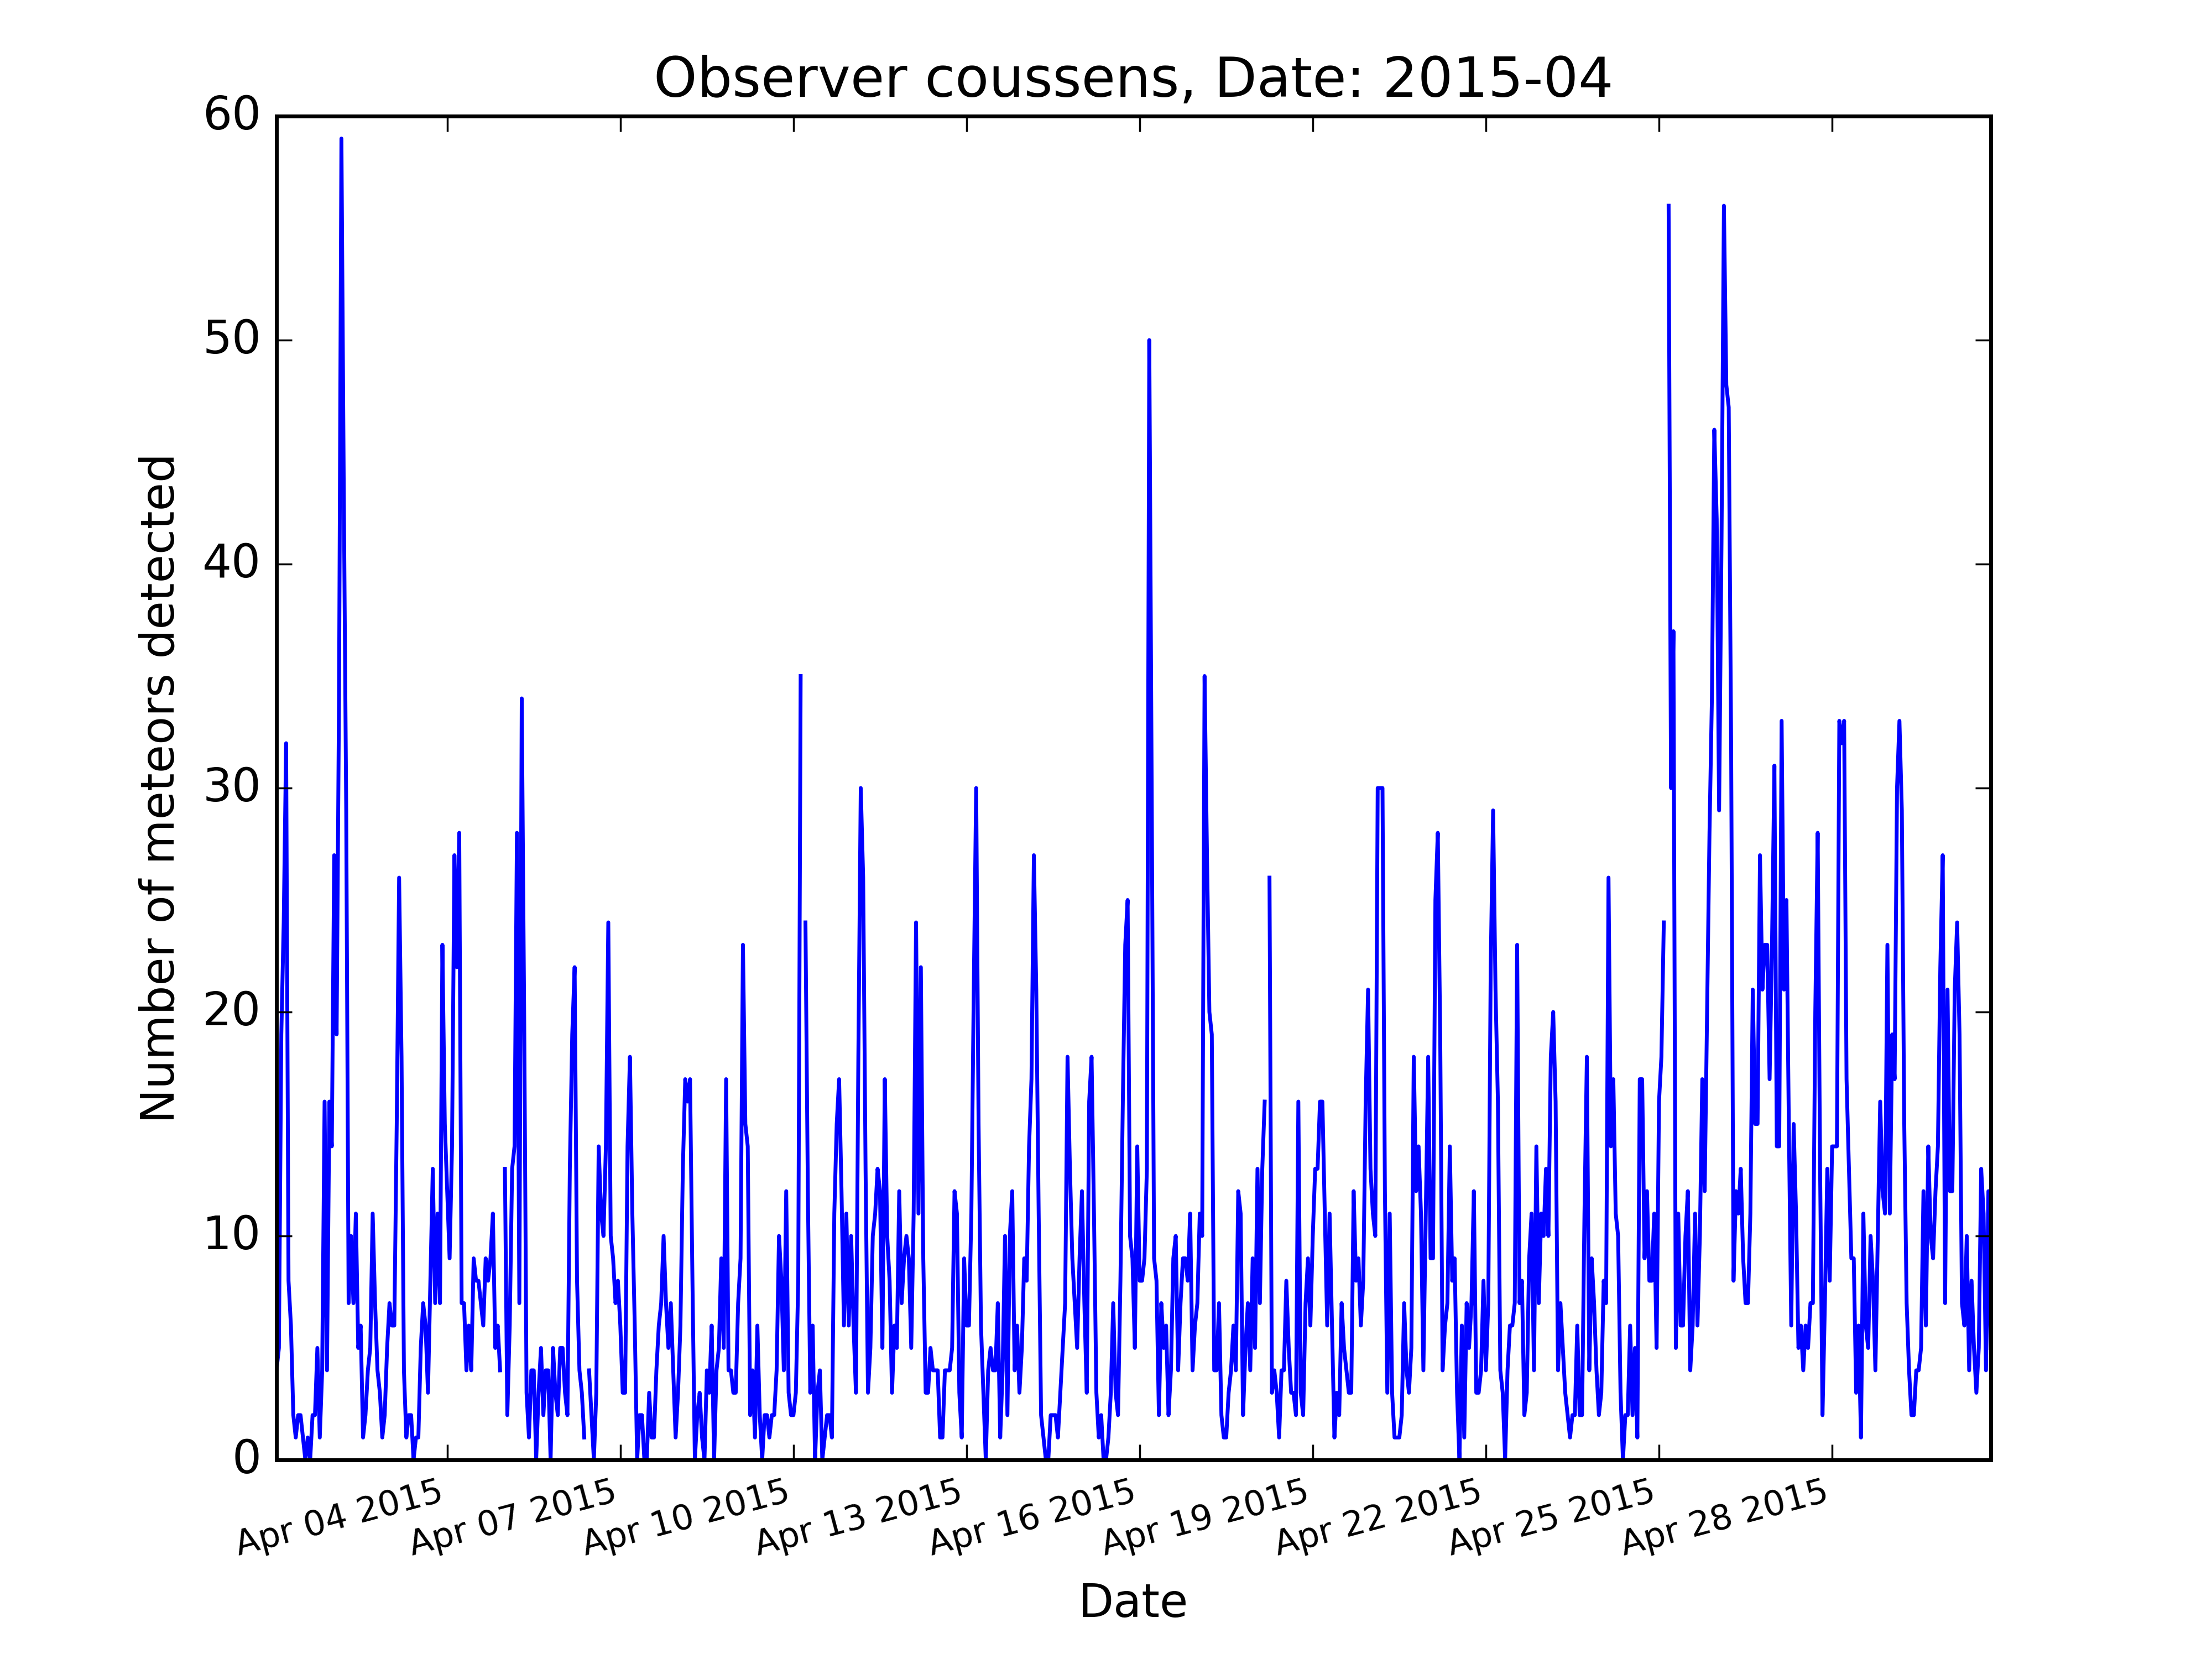 Observer coussens, Date: 2015-04
60
50
40
30
20
10
0
Number of meteors detected
Apr 04 2015
Apr 07 2015
Apr 10 2015
Apr 13 2015
Apr 16 2015
Apr 19 2015
Apr 22 2015
Apr 25 2015
Apr 28 2015
Date